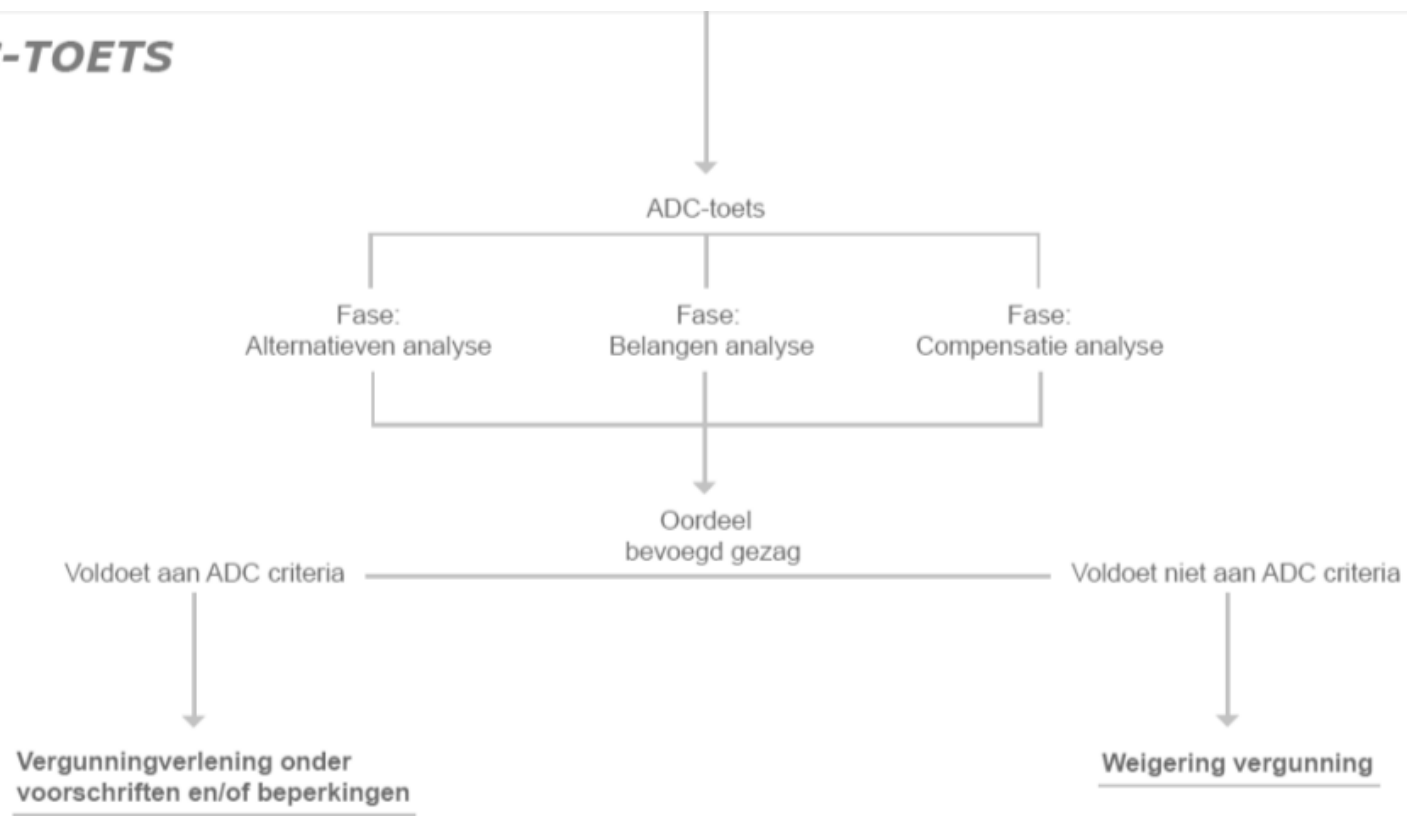 -TOETS
ADC-toets
Fase:
Alternatieven analyse
Fase:
Belangen analyse
Fase:
Compensatie analyse
Oordeel
bevoegd gezag
Voldoet aan ADC criteria
Voldoet niet aan ADC criteria
Vergunningverlening onder
voorschriften en/of beperkingen
Weigering vergunning